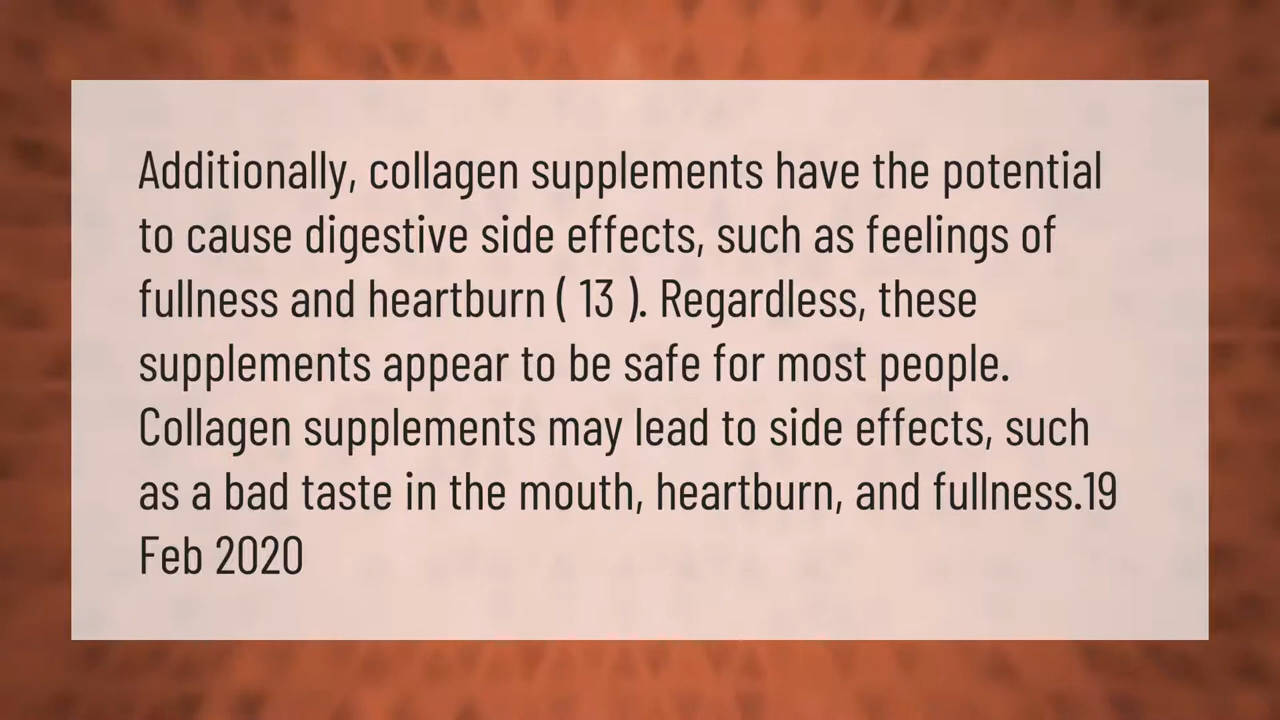 Additionally, collagen supplements have the potential
to cause digestive side effects, such as feelings of
fullness and heartburn ( 13 ). Regardless, these
supplements appear to be safe for most people.
Collagen supplements may lead to side effects, such
as a bad taste in the mouth, heartburn, and fullness.19
Feb 2020